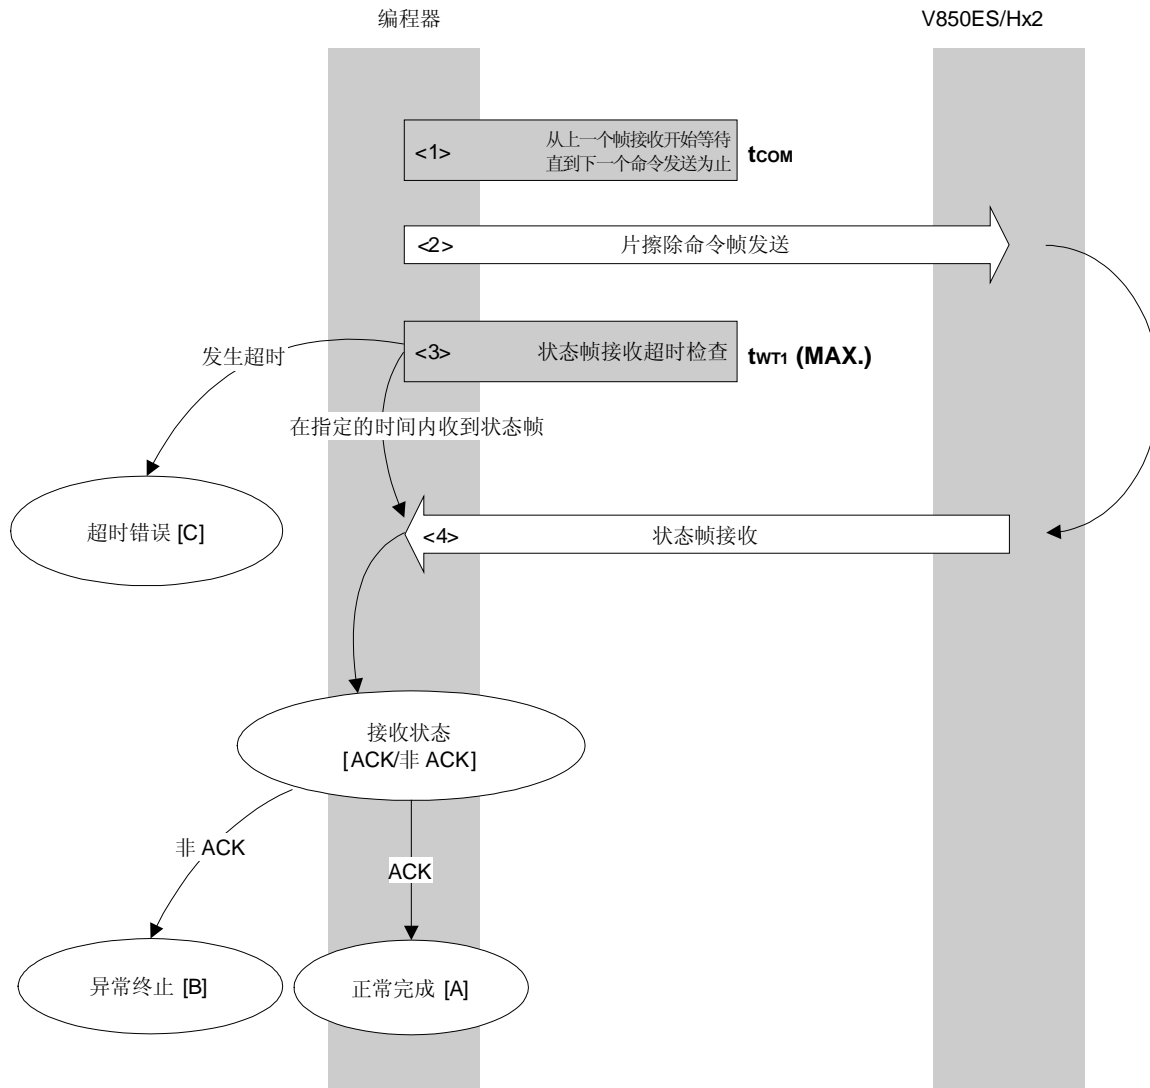 编程器
V850ES/Hx2
<1>
从上一个帧接收开始等待
直到下一个命令发送为止
tCOM
<2>
片擦除命令帧发送
发生超时
<3>
状态帧接收超时检查
tWT1 (MAX.)
在指定的时间内收到状态帧
超时错误 [C]
<4>
状态帧接收
接收状态
[ACK/非 ACK]
非 ACK
ACK
异常终止 [B]
正常完成 [A]